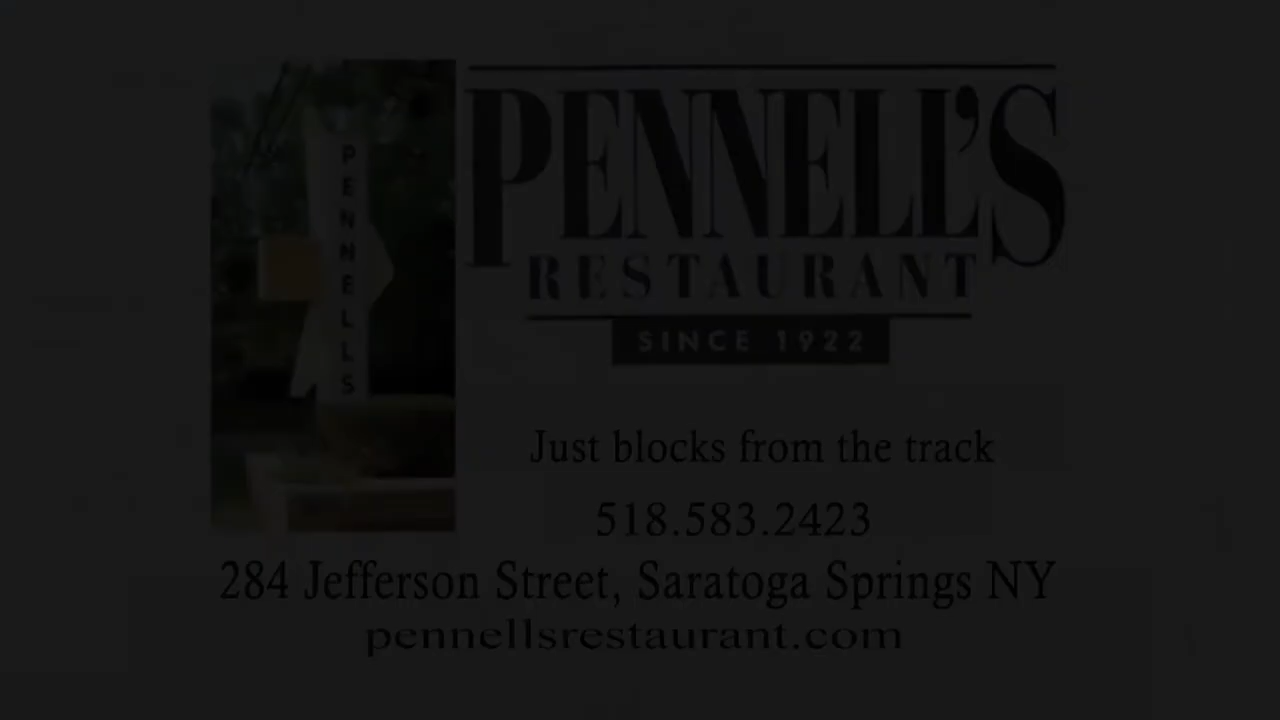 PENNELLS
PENNELL'S
RESTAURANT
SINCE 1922
Just blocks from the track
518.583.2423
284 Jefferson Street, Saratoga Springs NY
pennellsrestaurant.com